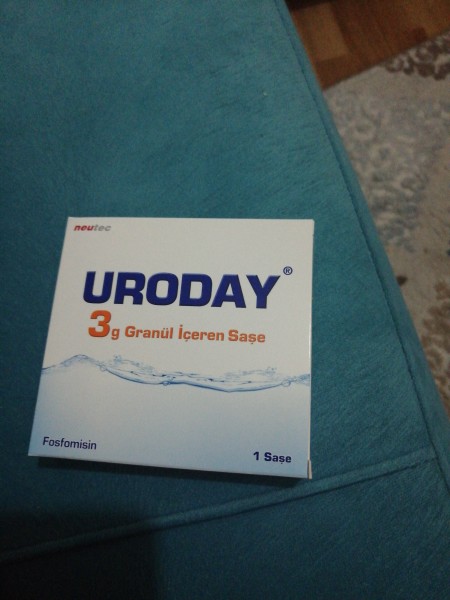 neutec
URODAY®
3g Granül İçeren Saşe
Fosfomisin
1 Saşe